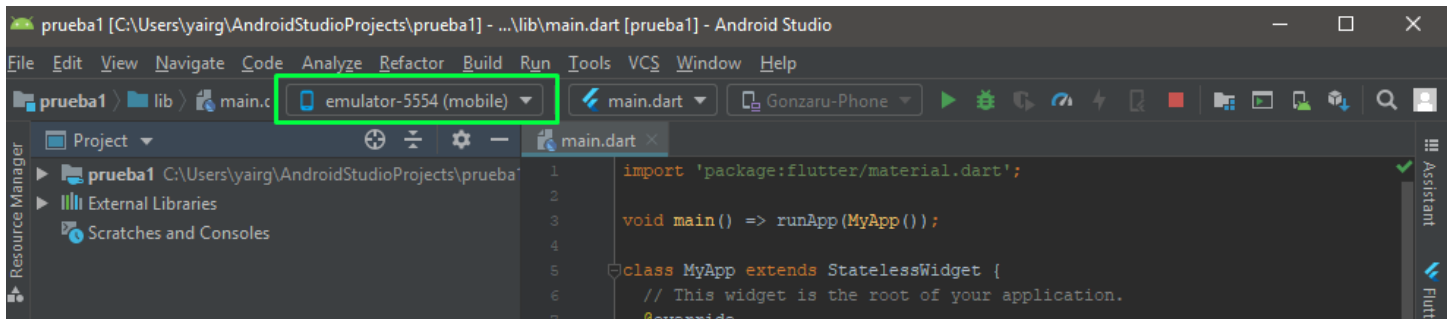 prueba1 [C:\Users\yairg\AndroidStudioProjects\prueba1] - ...\lib\main.dart [prueba1] - Android Studio
File Edit View Navigate Code Analyze Refactor Build Run Tools VCS Window Help
prueba1 lib main.d emulator-5554 (mobile) main.dart Gonzaru-Phone
Project main.dart
prueba1 C:\Users\yairg\AndroidStudioProjects\prueba1
External Libraries
Scratches and Consoles
Resource Manager
1 import 'package:flutter/material.dart';
2
3 void main() => runApp(MyApp());
4
5 class MyApp extends StatelessWidget {
6 // This widget is the root of your application.
7 @override
Assistant
Flutt